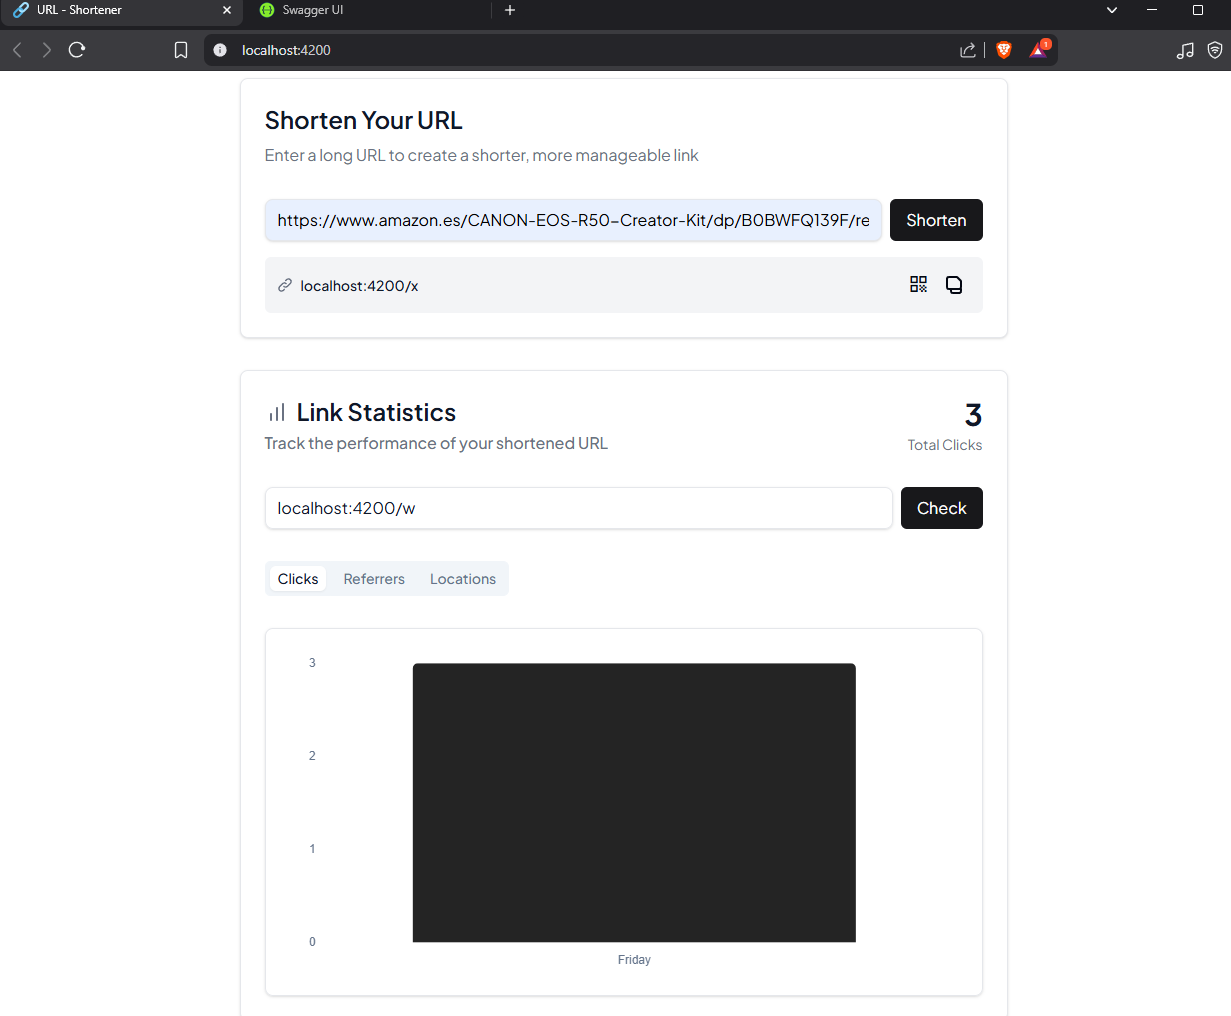 URL - Shortener
Swagger UI
localhost:4200
1
Shorten Your URL
Enter a long URL to create a shorter, more manageable link
https://www.amazon.es/CANON-EOS-R50-Creator-Kit/dp/B0BWFQ139F/re
Shorten
localhost:4200/x
Link Statistics
3
Track the performance of your shortened URL
Total Clicks
localhost:4200/w
Check
Clicks
Referrers
Locations
3
2
1
0
Friday